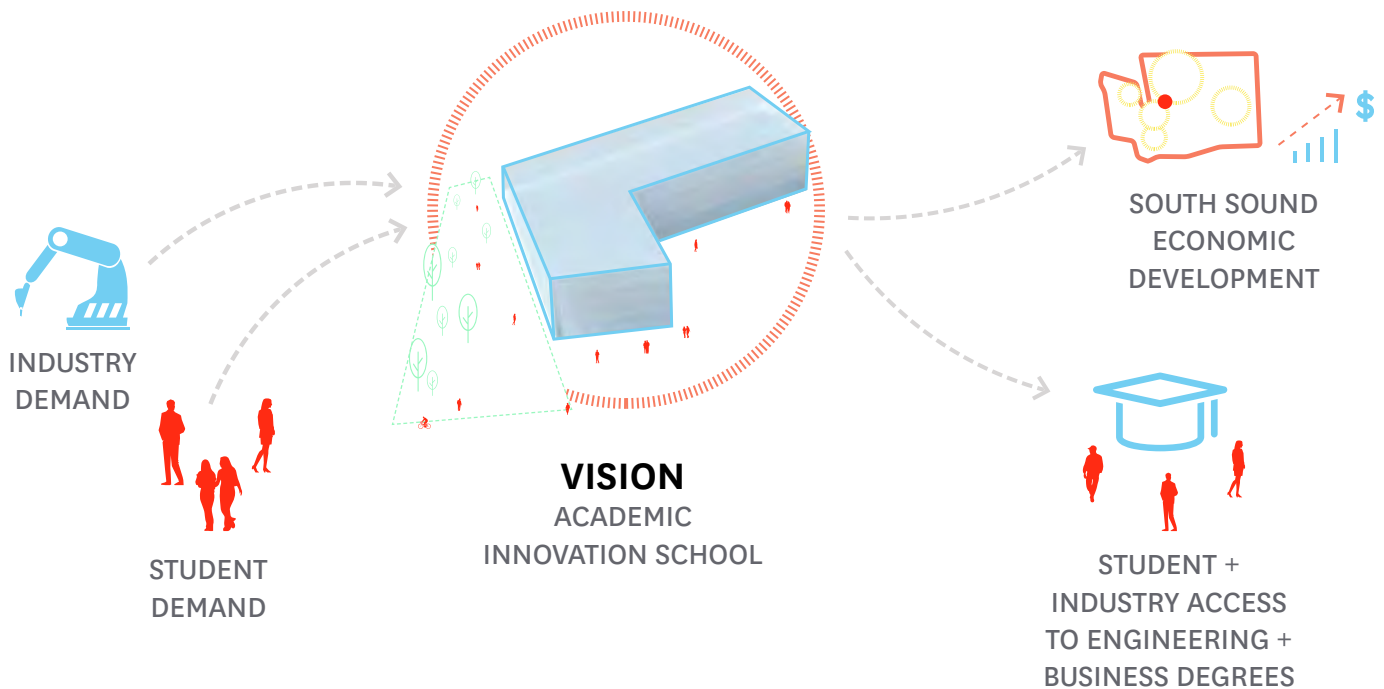 $
SOUTH SOUND
ECONOMIC
DEVELOPMENT
INDUSTRY
DEMAND
VISION
ACADEMIC
INNOVATION SCHOOL
STUDENT
DEMAND
STUDENT +
INDUSTRY ACCESS
TO ENGINEERING +
BUSINESS DEGREES